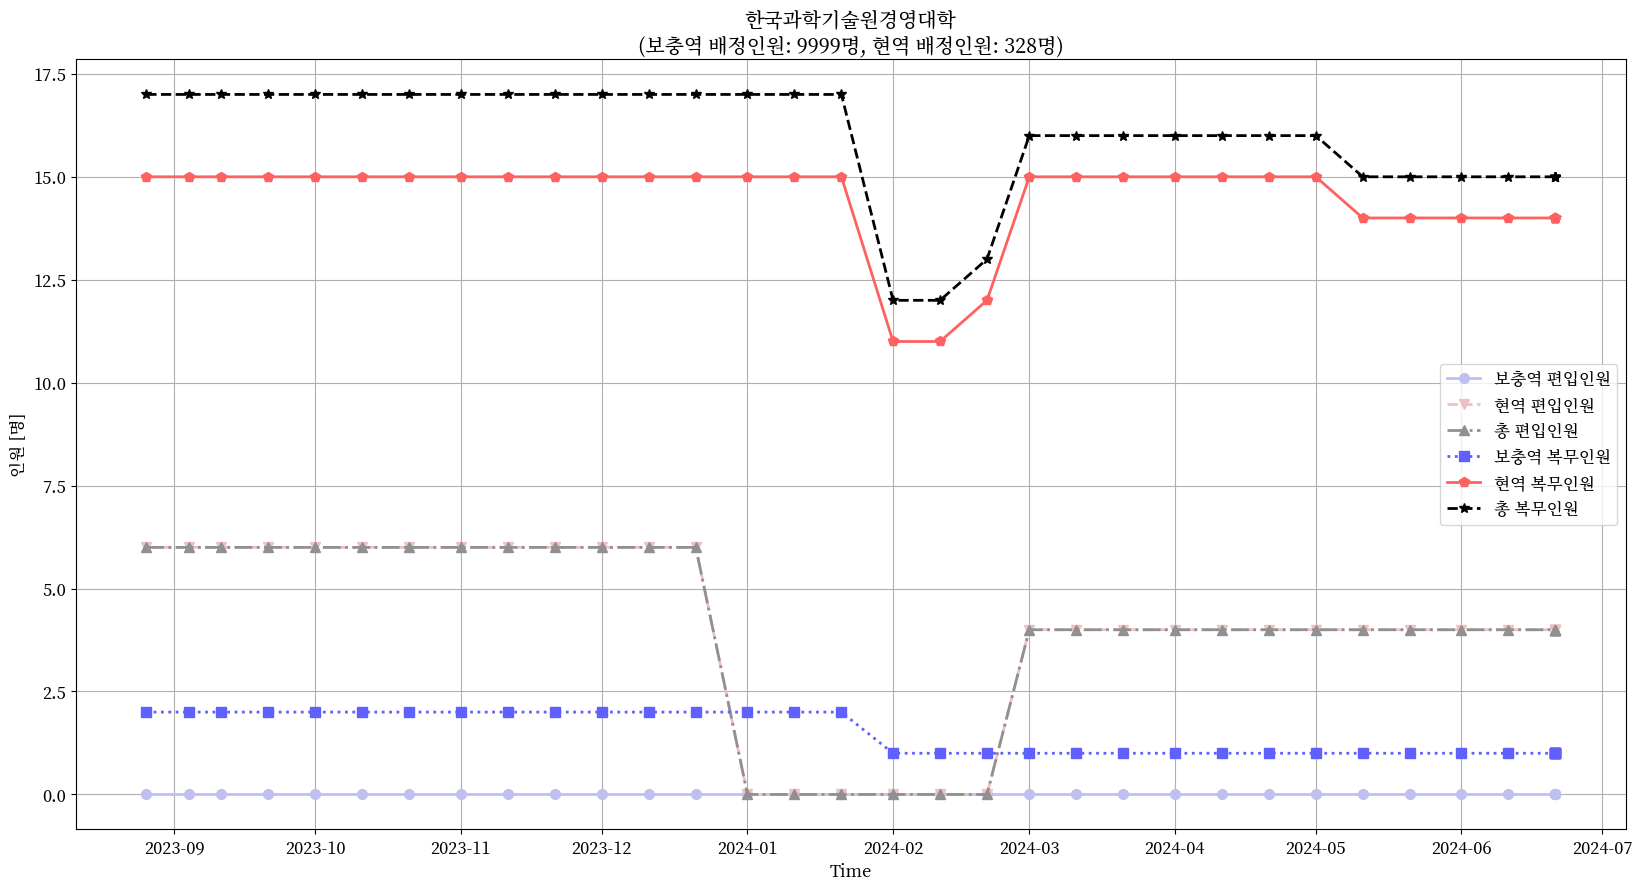 한국과학기술원경영대학
(보충역 배정인원: 9999명, 현역 배정인원: 328명)
17.5
15.0
12.5
10.0
7.5
5.0
2.5
0.0
인원 [명]
보충역 편입인원
현역 편입인원
총 편입인원
보충역 복무인원
현역 복무인원
총 복무인원
2023-09 2023-10 2023-11 2023-12 2024-01 2024-02 2024-03 2024-04 2024-05 2024-06 2024-07
Time